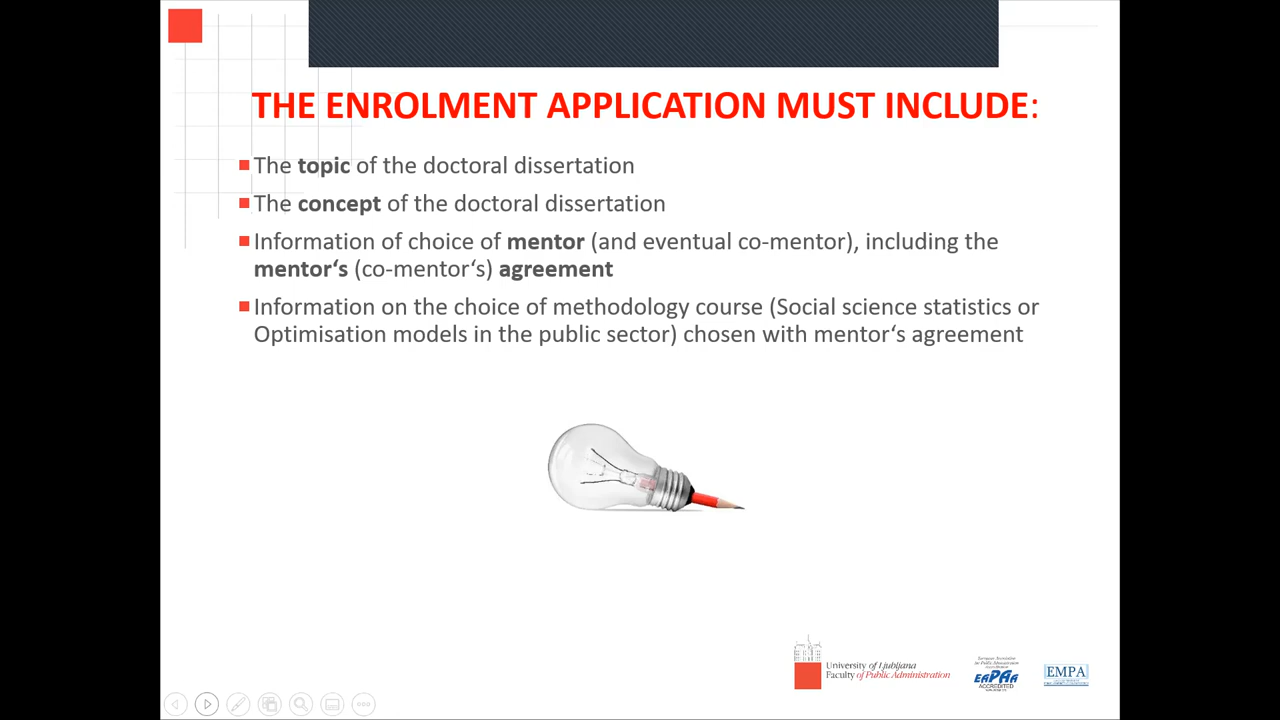 THE ENROLMENT APPLICATION MUST INCLUDE:
The topic of the doctoral dissertation
The concept of the doctoral dissertation
Information of choice of mentor (and eventual co-mentor), including the
mentor‘s (co-mentor‘s) agreement
Information on the choice of methodology course (Social science statistics or
Optimisation models in the public sector) chosen with mentor‘s agreement
University of Ljubljana
Faculty of Public Administration
EAPAA
ACCREDITED
EMPA